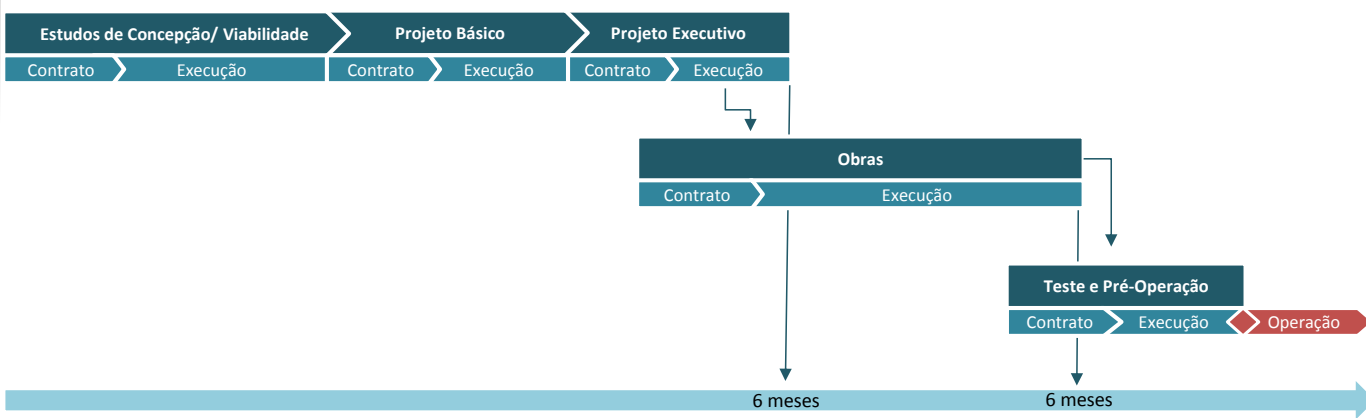 Estudos de Concepção/ Viabilidade
Projeto Básico
Projeto Executivo
Contrato
Execução
Contrato
Execução
Contrato
Execução
Obras
Contrato
Execução
Teste e Pré-Operação
Contrato
Execução
Operação
6 meses
6 meses